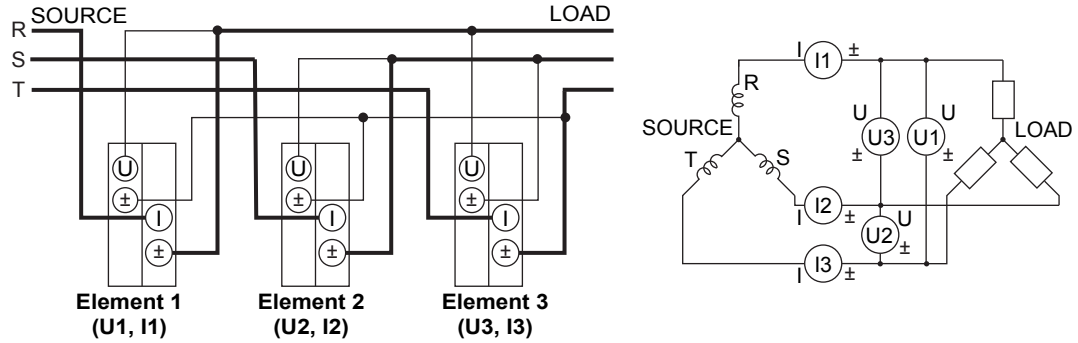 SOURCE
LOAD
R
S
T
U
±
I
±
U
±
I
±
U
±
I
±
Element 1
(U1, I1)
Element 2
(U2, I2)
Element 3
(U3, I3)
I
I1
±
R
SOURCE
T
S
U
U3
±
U
U1
±
LOAD
I
I2
±
U
U2
±
I
I3
±